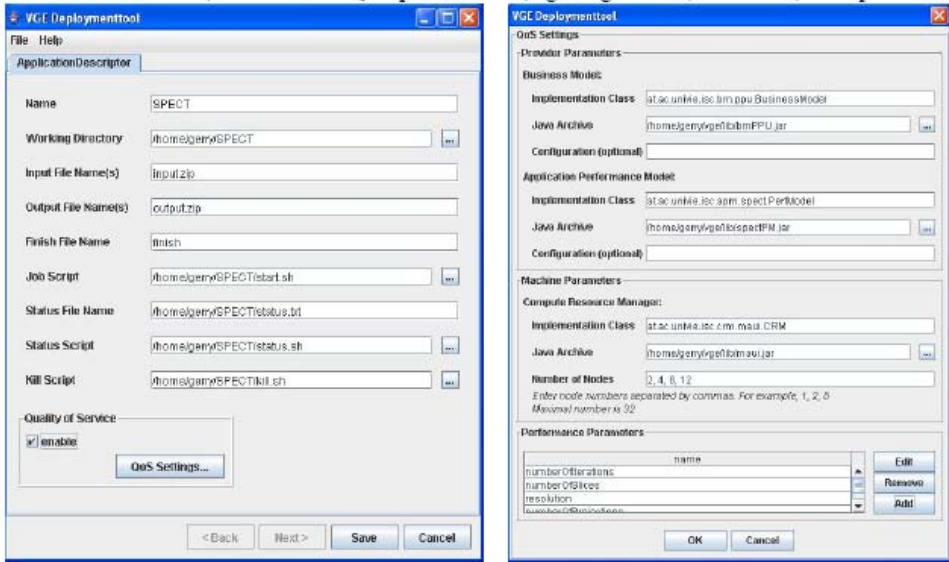 VGE Deploymenttool
File Help
ApplicationDescriptor
Name SPECT
Working Directory /home/gerry/SPECT ...
Input File Name(s) input.zip
Output File Name(s) output.zip
Finish File Name finish
Job Script /home/gerry/SPECT/start.sh ...
Status File Name /home/gerry/SPECT/status.txt
Status Script /home/gerry/SPECT/status.sh ...
Kill Script /home/gerry/SPECT/kill.sh ...
Quality of Service
enable
QoS Settings...
<Back Next> Save Cancel
VGE Deploymenttool
QoS Settings
Provider Parameters
Business Model:
Implementation Class at.ac.univie.isc.bm.ppu.BusinessModel
Java Archive /home/gerry/vge/lib/bmPPU.jar ...
Configuration (optional)
Application Performance Model:
Implementation Class at.ac.univie.isc.apm.spect.PerfModel
Java Archive /home/gerry/vge/lib/spectPM.jar ...
Configuration (optional)
Machine Parameters
Compute Resource Manager:
Implementation Class at.ac.univie.isc.crm.maui.CRM
Java Archive /home/gerry/vge/lib/maui.jar ...
Number of Nodes 2, 4, 8, 12
Enter node numbers separated by commas. For example, 1, 2, 8
Maximal number is 32
Performance Parameters
name
numberOfIterations
numberOfSlices
resolution
numberOfProjections
Edit
Remove
Add
OK Cancel